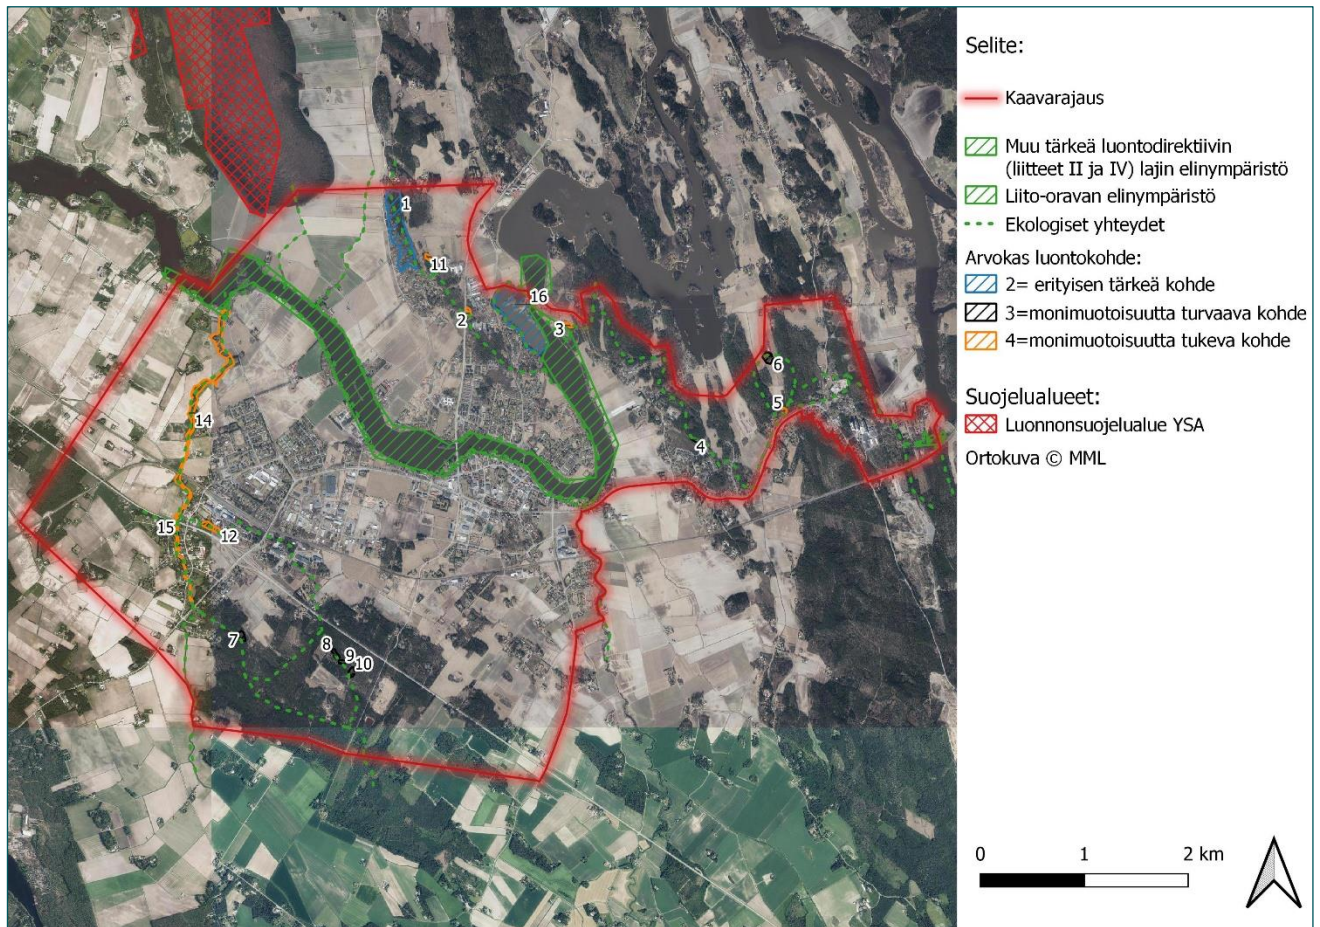 Selite:
Kaavarajaus
Muu tärkeä luontodirektiivin
(liitteet II ja IV) lajin elinympäristö
Liito-oravan elinympäristö
Ekologiset yhteydet
Arvokas luontokohde:
2= erityisen tärkeä kohde
3=monimuotoisuutta turvaava kohde
4=monimuotoisuutta tukeva kohde
Suojelualueet:
Luonnonsuojelualue YSA
Ortokuva © MML
0 1 2 km
1
11
2
16
3
6
5
4
14
15
12
7
8
9
10